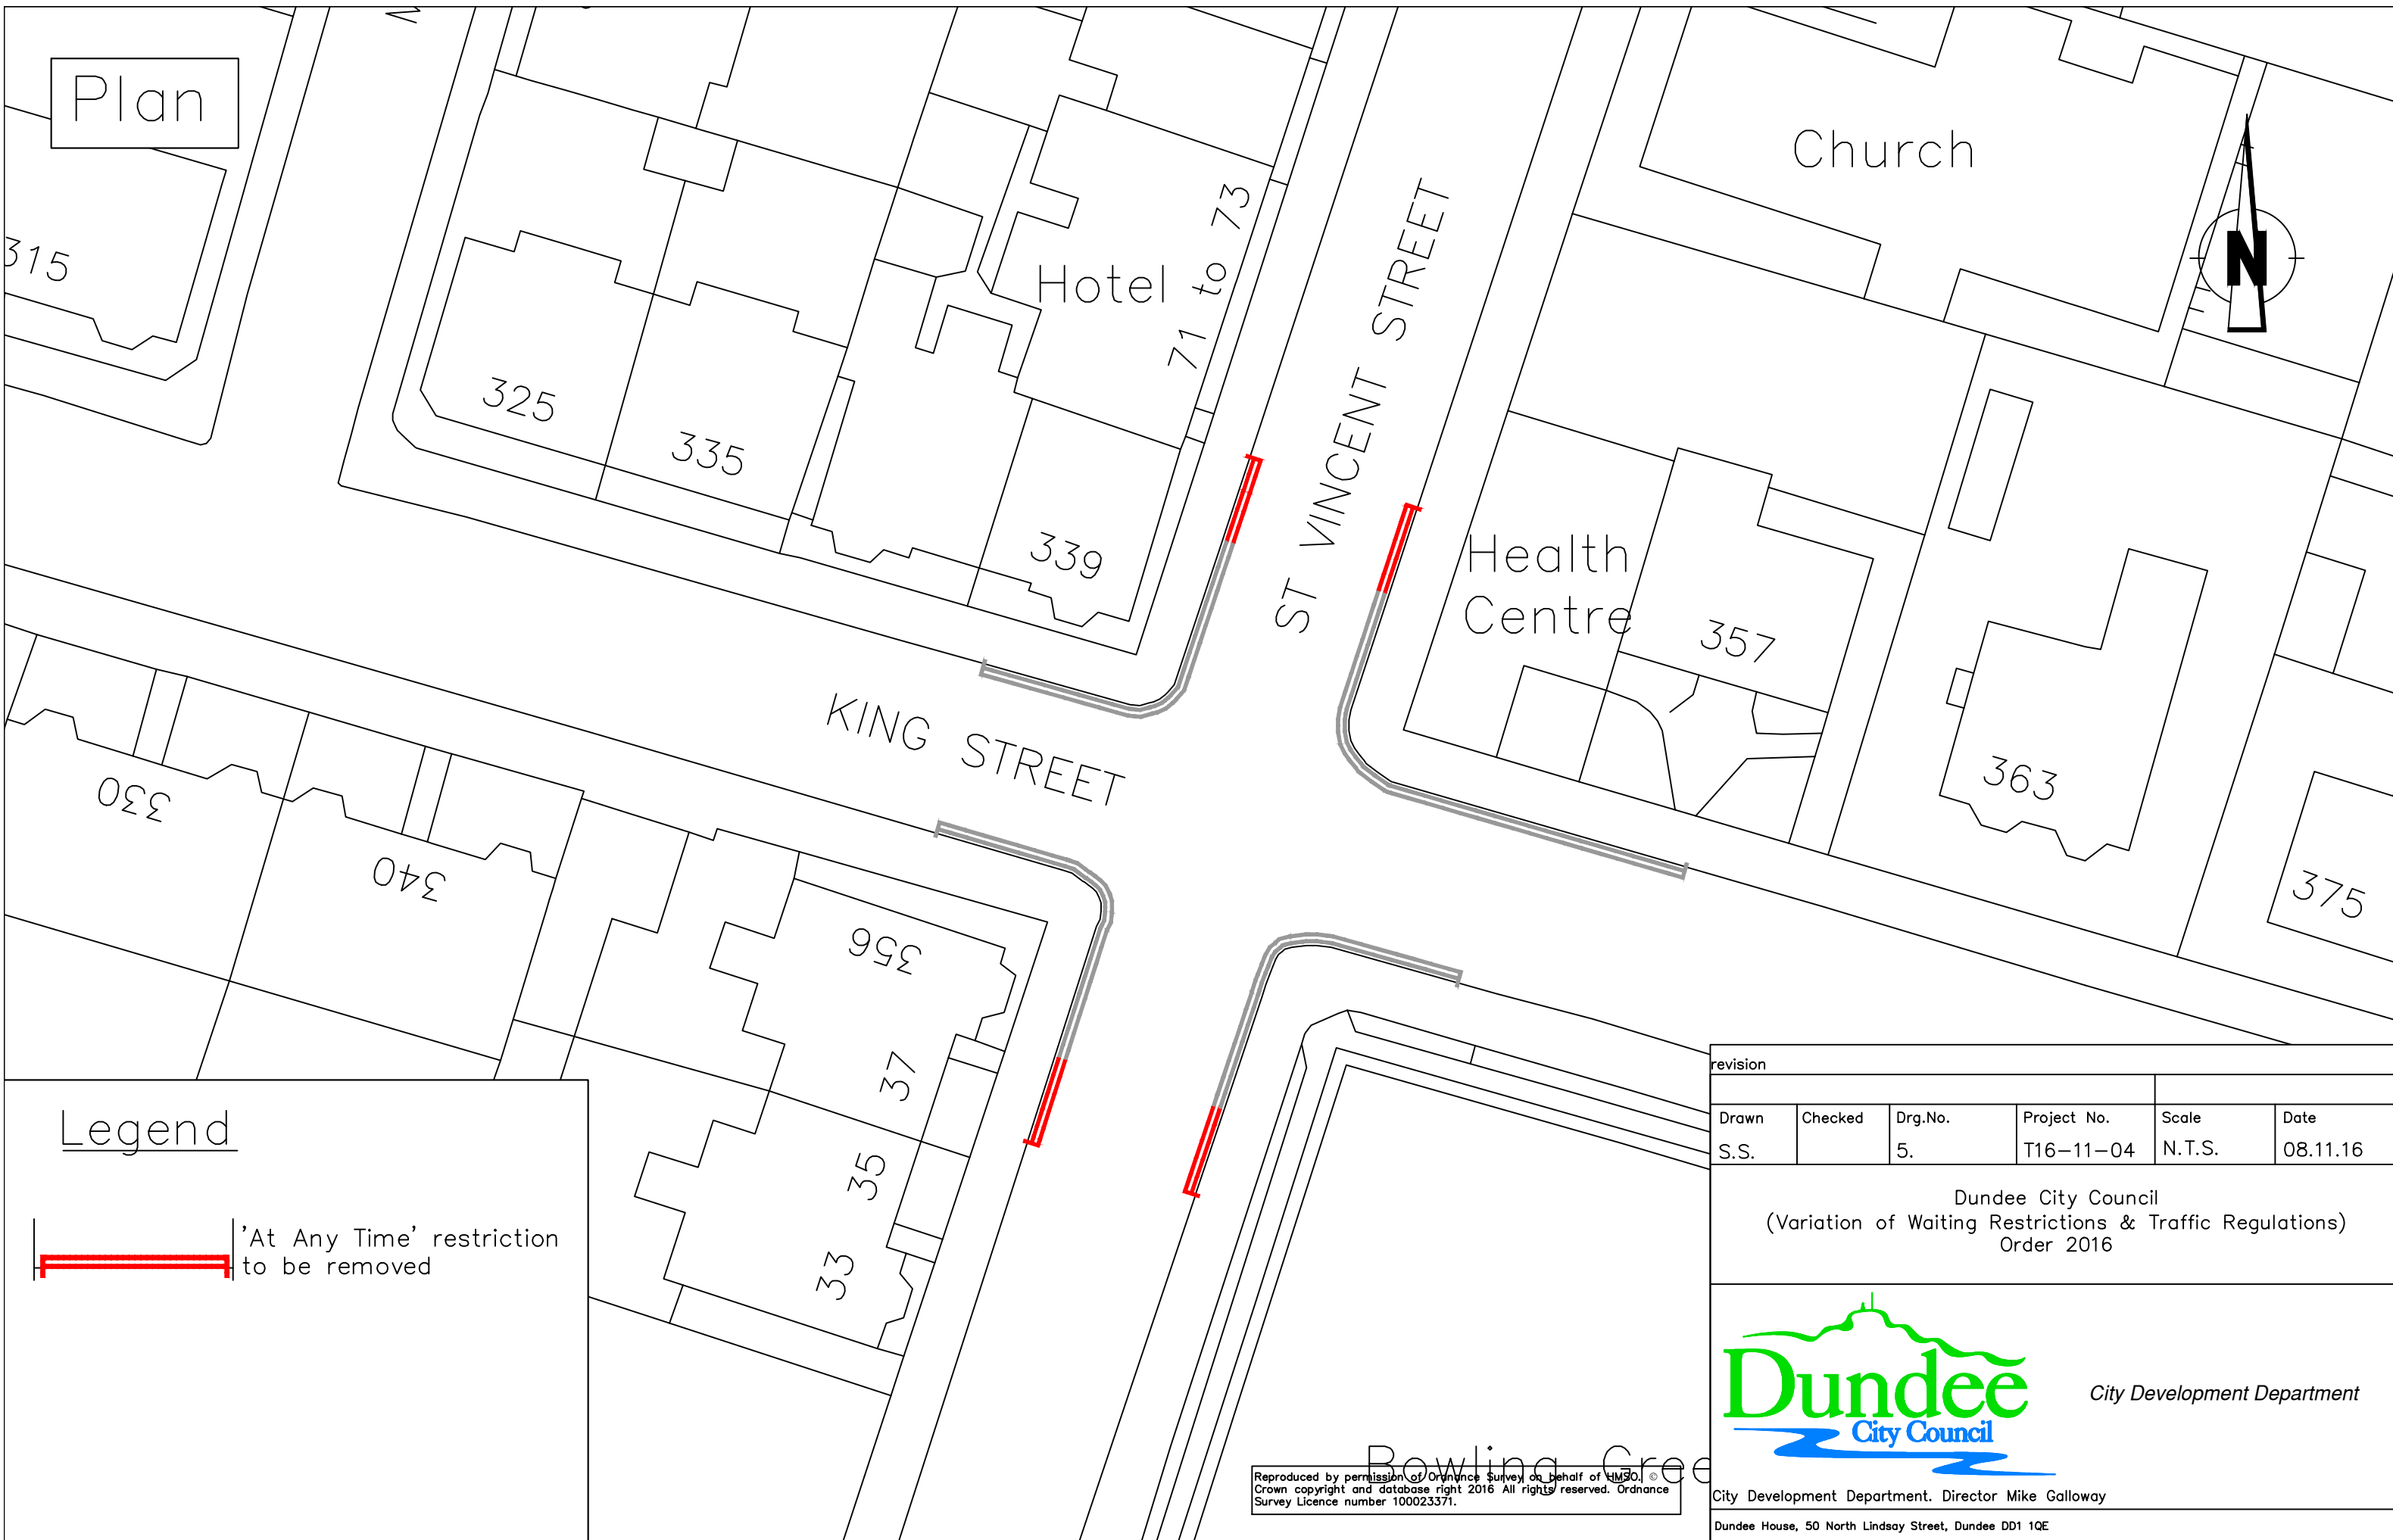 Plan
315
325
335
339
Hotel
71 to 73
ST VINCENT STREET
Church
N
Health
Centre
357
363
375
KING STREET
330
340
356
37
35
33
Bowling
Legend
'At Any Time' restriction
to be removed
Reproduced by permission of Ordnance Survey on behalf of HMSO. ©
Crown copyright and database right 2016 All rights reserved. Ordnance
Survey Licence number 100023371.
revision
Drawn Checked Drg.No. Project No. Scale Date
S.S. 5. T16-11-04 N.T.S. 08.11.16
Dundee City Council
(Variation of Waiting Restrictions & Traffic Regulations)
Order 2016
Dundee
City Council
City Development Department
City Development Department. Director Mike Galloway
Dundee House, 50 North Lindsay Street, Dundee DD1 1QE